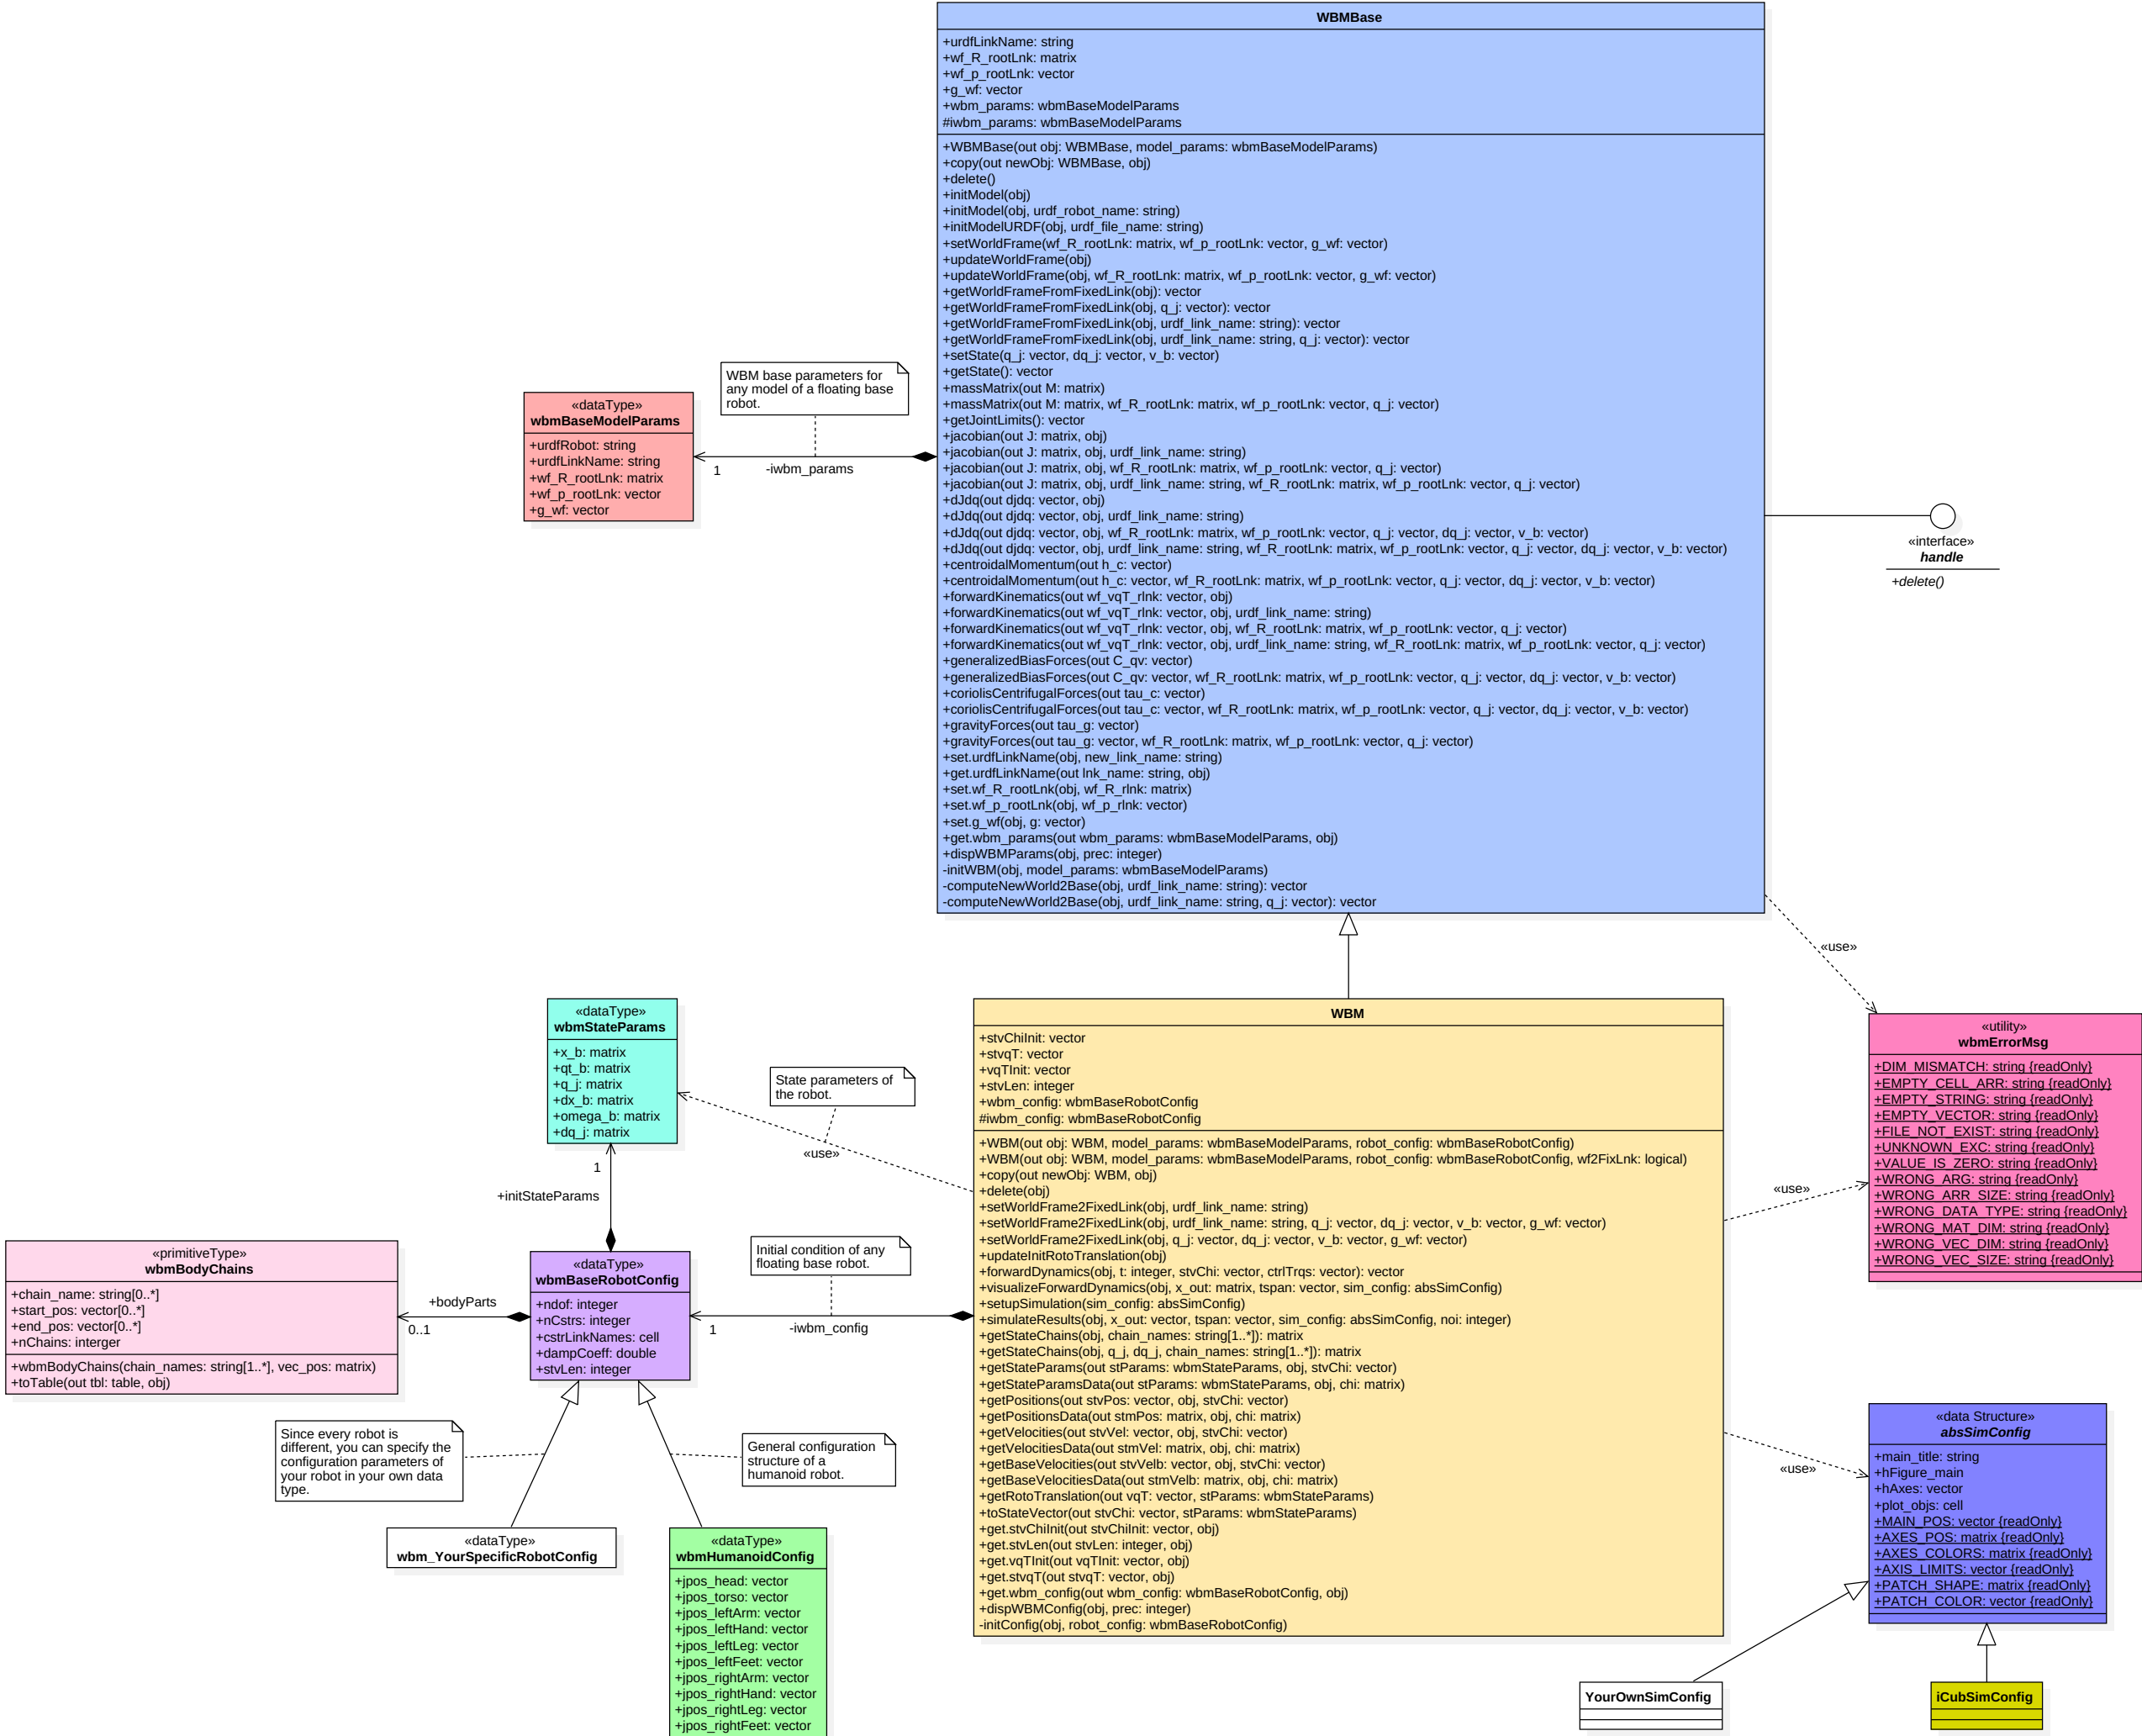 WBMBase
+urdfLinkName: string
+wf_R_rootLnk: matrix
+wf_p_rootLnk: vector
+g_wf: vector
+wbm_params: wbmBaseModelParams
#iwbm_params: wbmBaseModelParams
+WBMBase(out obj: WBMBase, model_params: wbmBaseModelParams)
+copy(out newObj: WBMBase, obj)
+delete()
+initModel(obj)
+initModel(obj, urdf_robot_name: string)
+initModelURDF(obj, urdf_file_name: string)
+setWorldFrame(wf_R_rootLnk: matrix, wf_p_rootLnk: vector, g_wf: vector)
+updateWorldFrame(obj)
+updateWorldFrame(obj, wf_R_rootLnk: matrix, wf_p_rootLnk: vector, g_wf: vector)
+getWorldFrameFromFixedLink(obj): vector
+getWorldFrameFromFixedLink(obj, q_j: vector): vector
+getWorldFrameFromFixedLink(obj, urdf_link_name: string): vector
+getWorldFrameFromFixedLink(obj, urdf_link_name: string, q_j: vector): vector
+setState(q_j: vector, dq_j: vector, v_b: vector)
+getState(): vector
+massMatrix(out M: matrix)
+massMatrix(out M: matrix, wf_R_rootLnk: matrix, wf_p_rootLnk: vector, q_j: vector)
+getJointLimits(): vector
+jacobian(out J: matrix, obj)
+jacobian(out J: matrix, obj, urdf_link_name: string)
+jacobian(out J: matrix, obj, wf_R_rootLnk: matrix, wf_p_rootLnk: vector, q_j: vector)
+jacobian(out J: matrix, obj, urdf_link_name: string, wf_R_rootLnk: matrix, wf_p_rootLnk: vector, q_j: vector)
+dJdq(out djdq: vector, obj)
+dJdq(out djdq: vector, obj, urdf_link_name: string)
+dJdq(out djdq: vector, obj, wf_R_rootLnk: matrix, wf_p_rootLnk: vector, q_j: vector, dq_j: vector, v_b: vector)
+dJdq(out djdq: vector, obj, urdf_link_name: string, wf_R_rootLnk: matrix, wf_p_rootLnk: vector, q_j: vector, dq_j: vector, v_b: vector)
+centroidalMomentum(out h_c: vector)
+centroidalMomentum(out h_c: vector, wf_R_rootLnk: matrix, wf_p_rootLnk: vector, q_j: vector, dq_j: vector, v_b: vector)
+forwardKinematics(out wf_vqT_rlnk: vector, obj)
+forwardKinematics(out wf_vqT_rlnk: vector, obj, urdf_link_name: string)
+forwardKinematics(out wf_vqT_rlnk: vector, obj, wf_R_rootLnk: matrix, wf_p_rootLnk: vector, q_j: vector)
+forwardKinematics(out wf_vqT_rlnk: vector, obj, urdf_link_name: string, wf_R_rootLnk: matrix, wf_p_rootLnk: vector, q_j: vector)
+generalizedBiasForces(out C_qv: vector)
+generalizedBiasForces(out C_qv: vector, wf_R_rootLnk: matrix, wf_p_rootLnk: vector, q_j: vector, dq_j: vector, v_b: vector)
+coriolisCentrifugalForces(out tau_c: vector)
+coriolisCentrifugalForces(out tau_c: vector, wf_R_rootLnk: matrix, wf_p_rootLnk: vector, q_j: vector, dq_j: vector, v_b: vector)
+gravityForces(out tau_g: vector)
+gravityForces(out tau_g: vector, wf_R_rootLnk: matrix, wf_p_rootLnk: vector, q_j: vector)
+set.urdfLinkName(obj, new_link_name: string)
+get.urdfLinkName(out lnk_name: string, obj)
+set.wf_R_rootLnk(obj, wf_R_rlnk: matrix)
+set.wf_p_rootLnk(obj, wf_p_rlnk: vector)
+set.g_wf(obj, g: vector)
+get.wbm_params(out wbm_params: wbmBaseModelParams, obj)
+dispWBMParams(obj, prec: integer)
-initWBM(obj, model_params: wbmBaseModelParams)
-computeNewWorld2Base(obj, urdf_link_name: string): vector
-computeNewWorld2Base(obj, urdf_link_name: string, q_j: vector): vector
WBM base parameters for
any model of a floating base
robot.
«dataType»
wbmBaseModelParams
+urdfRobot: string
+urdfLinkName: string
+wf_R_rootLnk: matrix
+wf_p_rootLnk: vector
+g_wf: vector
1
-iwbm_params
«interface»
handle
+delete()
«use»
«dataType»
wbmStateParams
+x_b: matrix
+qt_b: matrix
+q_j: matrix
+dx_b: matrix
+omega_b: matrix
+dq_j: matrix
State parameters of
the robot.
«use»
1
+initStateParams
WBM
+stvChiInit: vector
+stvqT: vector
+vqTInit: vector
+stvLen: integer
+wbm_config: wbmBaseRobotConfig
#iwbm_config: wbmBaseRobotConfig
+WBM(out obj: WBM, model_params: wbmBaseModelParams, robot_config: wbmBaseRobotConfig)
+WBM(out obj: WBM, model_params: wbmBaseModelParams, robot_config: wbmBaseRobotConfig, wf2FixLnk: logical)
+copy(out newObj: WBM, obj)
+delete(obj)
+setWorldFrame2FixedLink(obj, urdf_link_name: string)
+setWorldFrame2FixedLink(obj, urdf_link_name: string, q_j: vector, dq_j: vector, v_b: vector, g_wf: vector)
+setWorldFrame2FixedLink(obj, q_j: vector, dq_j: vector, v_b: vector, g_wf: vector)
+updateInitRotoTranslation(obj)
+forwardDynamics(obj, t: integer, stvChi: vector, ctrlTrqs: vector): vector
+visualizeForwardDynamics(obj, x_out: matrix, tspan: vector, sim_config: absSimConfig)
+setupSimulation(sim_config: absSimConfig)
+simulateResults(obj, x_out: vector, tspan: vector, sim_config: absSimConfig, noi: integer)
+getStateChains(obj, chain_names: string[1..*]): matrix
+getStateChains(obj, q_j, dq_j, chain_names: string[1..*]): matrix
+getStateParams(out stParams: wbmStateParams, obj, stvChi: vector)
+getStateParamsData(out stParams: wbmStateParams, obj, chi: matrix)
+getPositions(out stvPos: vector, obj, stvChi: vector)
+getPositionsData(out stmPos: matrix, obj, chi: matrix)
+getVelocities(out stvVel: vector, obj, stvChi: vector)
+getVelocitiesData(out stmVel: matrix, obj, chi: matrix)
+getBaseVelocities(out stvVelb: vector, obj, stvChi: vector)
+getBaseVelocitiesData(out stmVelb: matrix, obj, chi: matrix)
+getRotoTranslation(out vqT: vector, stParams: wbmStateParams)
+toStateVector(out stvChi: vector, stParams: wbmStateParams)
+get.stvChiInit(out stvChiInit: vector, obj)
+get.stvLen(out stvLen: integer, obj)
+get.vqTInit(out vqTInit: vector, obj)
+get.stvqT(out stvqT: vector, obj)
+get.wbm_config(out wbm_config: wbmBaseRobotConfig, obj)
+dispWBMConfig(obj, prec: integer)
-initConfig(obj, robot_config: wbmBaseRobotConfig)
«use»
«utility»
wbmErrorMsg
+DIM_MISMATCH: string {readOnly}
+EMPTY_CELL_ARR: string {readOnly}
+EMPTY_STRING: string {readOnly}
+EMPTY_VECTOR: string {readOnly}
+FILE_NOT_EXIST: string {readOnly}
+UNKNOWN_EXC: string {readOnly}
+VALUE_IS_ZERO: string {readOnly}
+WRONG_ARG: string {readOnly}
+WRONG_ARR_SIZE: string {readOnly}
+WRONG_DATA_TYPE: string {readOnly}
+WRONG_MAT_DIM: string {readOnly}
+WRONG_VEC_DIM: string {readOnly}
+WRONG_VEC_SIZE: string {readOnly}
«primitiveType»
wbmBodyChains
+chain_name: string[0..*]
+start_pos: vector[0..*]
+end_pos: vector[0..*]
+nChains: interger
+wbmBodyChains(chain_names: string[1..*], vec_pos: matrix)
+toTable(out tbl: table, obj)
+bodyParts
0..1
«dataType»
wbmBaseRobotConfig
+ndof: integer
+nCstrs: integer
+cstrLinkNames: cell
+dampCoeff: double
+stvLen: integer
Initial condition of any
floating base robot.
1
-iwbm_config
Since every robot is
different, you can specify the
configuration parameters of
your robot in your own data
type.
General configuration
structure of a
humanoid robot.
«dataType»
wbm_YourSpecificRobotConfig
«dataType»
wbmHumanoidConfig
+jpos_head: vector
+jpos_torso: vector
+jpos_leftArm: vector
+jpos_leftHand: vector
+jpos_leftLeg: vector
+jpos_leftFeet: vector
+jpos_rightArm: vector
+jpos_rightHand: vector
+jpos_rightLeg: vector
+jpos_rightFeet: vector
«use»
«data Structure»
absSimConfig
+main_title: string
+hFigure_main
+hAxes: vector
+plot_objs: cell
+MAIN_POS: vector {readOnly}
+AXES_POS: matrix {readOnly}
+AXES_COLORS: matrix {readOnly}
+AXIS_LIMITS: vector {readOnly}
+PATCH_SHAPE: matrix {readOnly}
+PATCH_COLOR: vector {readOnly}
YourOwnSimConfig
iCubSimConfig